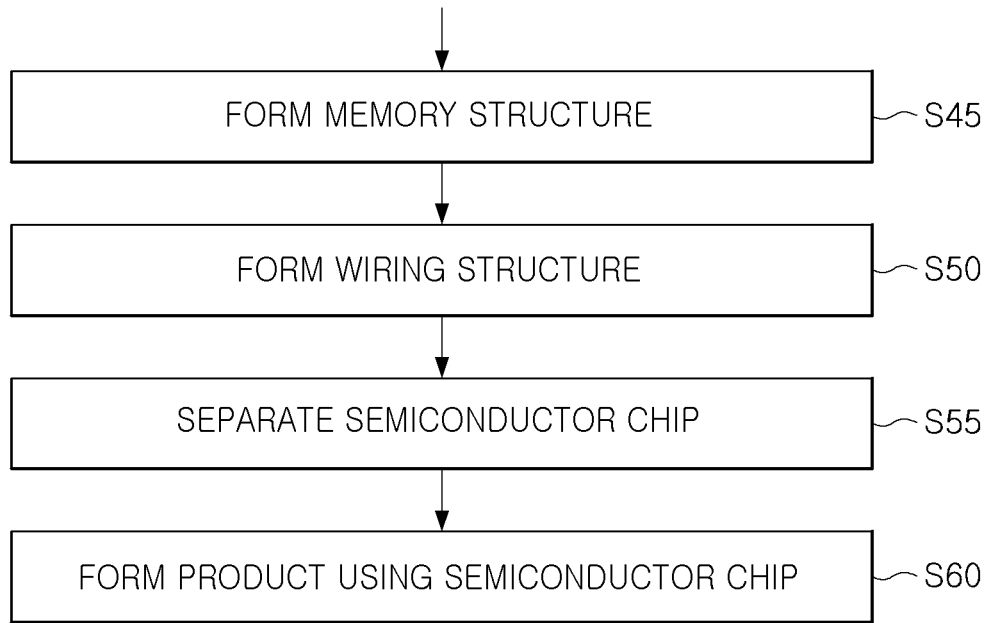 FORM MEMORY STRUCTURE
S45
FORM WIRING STRUCTURE
S50
SEPARATE SEMICONDUCTOR CHIP
S55
FORM PRODUCT USING SEMICONDUCTOR CHIP
S60